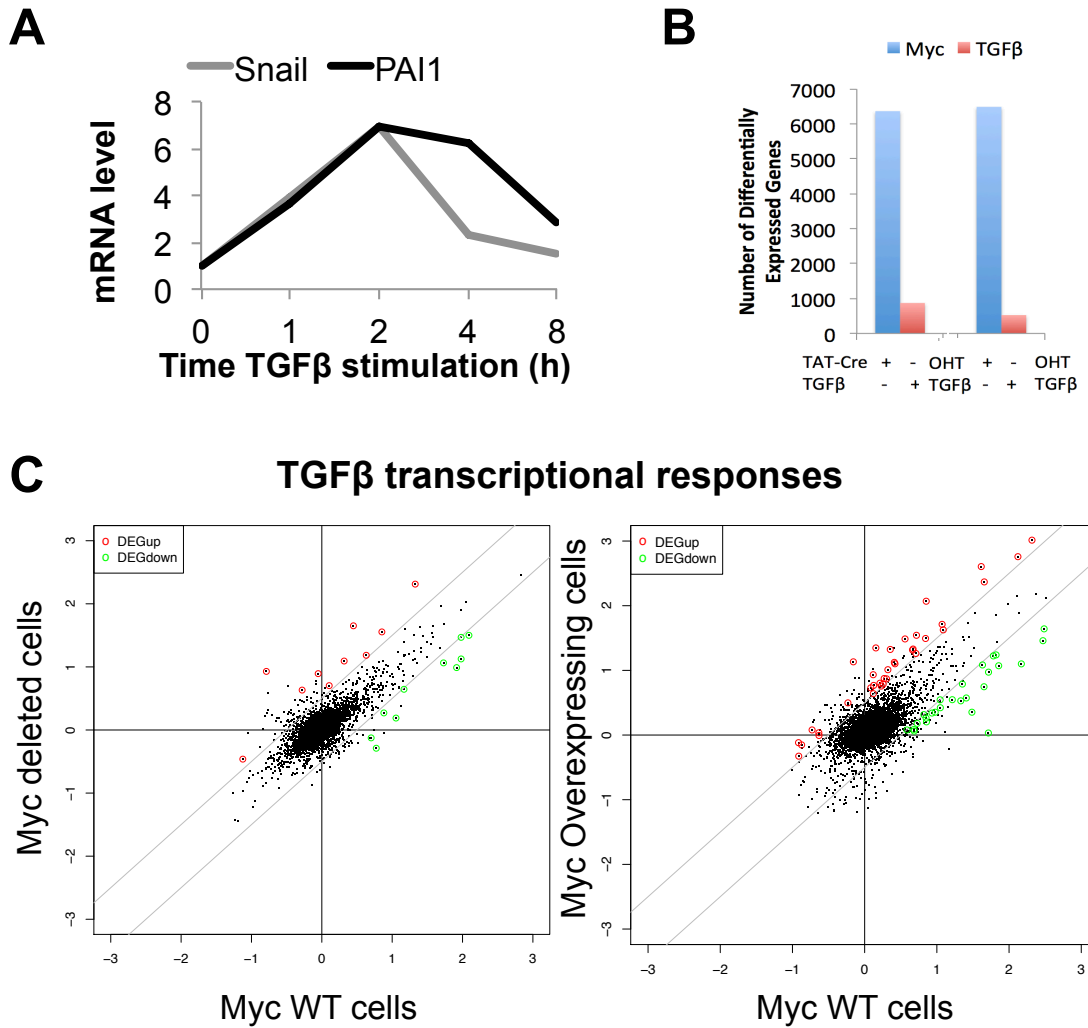 A
Snail PAI1
mRNA level
8
6
4
2
0
0 1 2 4 8
Time TGFβ stimulation (h)
B
Myc TGFβ
Number of Differentially
Expressed Genes
7000
6000
5000
4000
3000
2000
1000
0
TAT-Cre + - OHT + - OHT
TGFβ - + TGFβ - + TGFβ
C
TGFβ transcriptional responses
DEGup
DEGdown
Myc deleted cells
3
2
1
0
−1
−2
−3
−3 −2 −1 0 1 2 3
Myc WT cells
DEGup
DEGdown
Myc Overexpressing cells
3
2
1
0
−1
−2
−3
−3 −2 −1 0 1 2 3
Myc WT cells